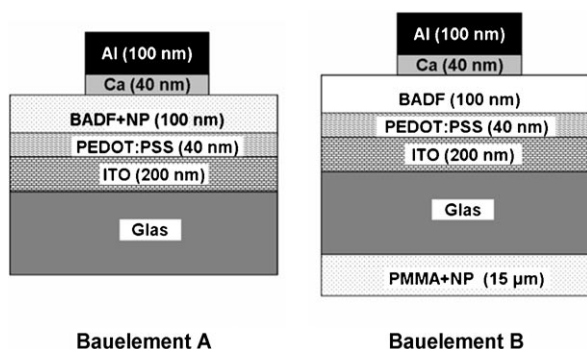 Al (100 nm)
Ca (40 nm)
BADF+NP (100 nm)
PEDOT:PSS (40 nm)
ITO (200 nm)
Glas
Bauelement A
Al (100 nm)
Ca (40 nm)
BADF (100 nm)
PEDOT:PSS (40 nm)
ITO (200 nm)
Glas
PMMA+NP (15 µm)
Bauelement B